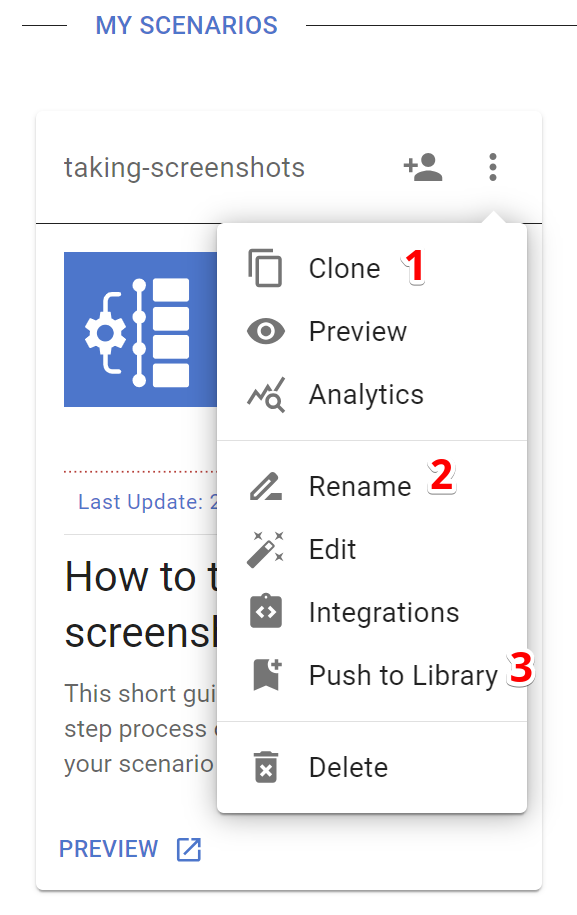 MY SCENARIOS
taking-screenshots
Clone 1
Preview
Analytics
Last Update: 2
Rename 2
Edit
How to t
screensh
Integrations
This short gui
Push to Library 3
step process
your scenario
Delete
PREVIEW